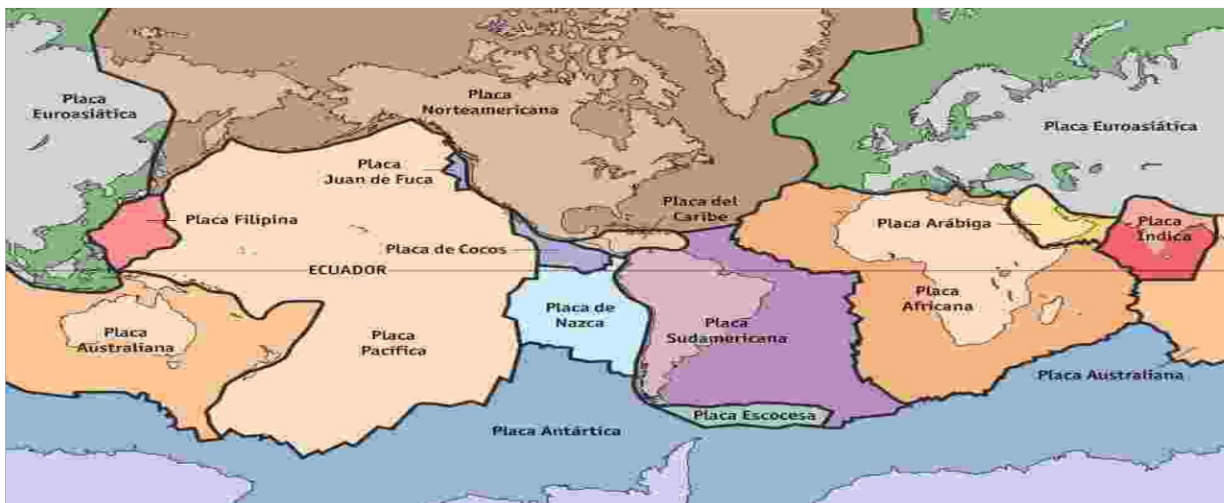 Placa
Euroasiática
Placa
Norteamericana
Placa Euroasiática
Placa
Juan de Fuca
Placa Filipina
Placa del
Caribe
Placa Arábiga
Placa
Índica
Placa de Cocos
ECUADOR
Placa
Australiana
Placa
Pacífica
Placa de
Nazca
Placa
Sudamericana
Placa
Africana
Placa Australiana
Placa Escocesa
Placa Antártica